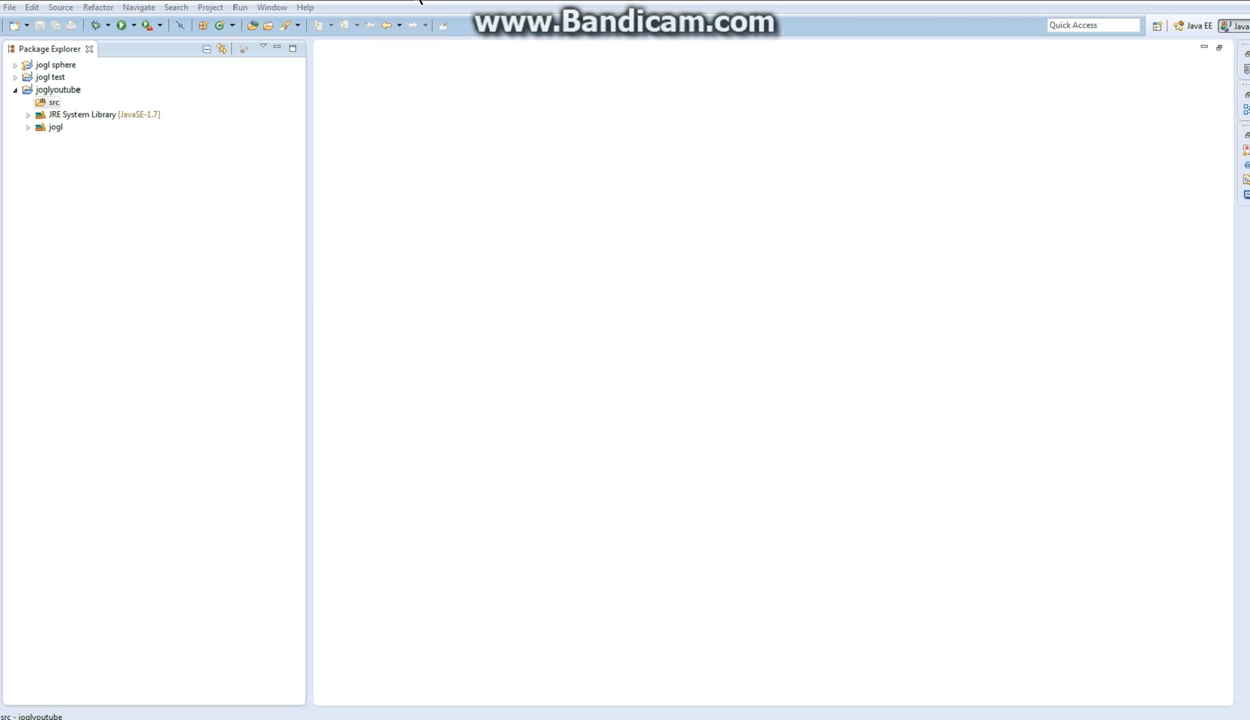 File Edit Source Refactor Navigate Search Project Run Window Help
www.Bandicam.com
Quick Access
Java EE
Java
Package Explorer
jogl sphere
jogl test
joglyoutube
src
JRE System Library [JavaSE-1.7]
jogl
src - joglyoutube